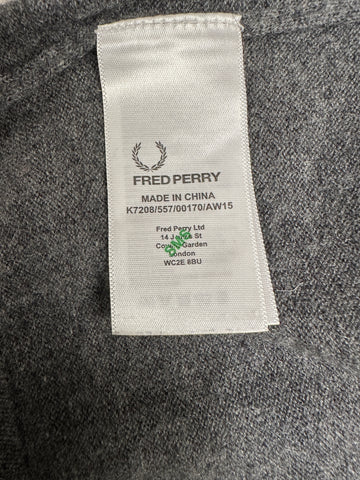 FRED PERRY
MADE IN CHINA
K7208/557/00170/AW15
Fred Perry Ltd
14 St
Garden
London
WC2E 8BU